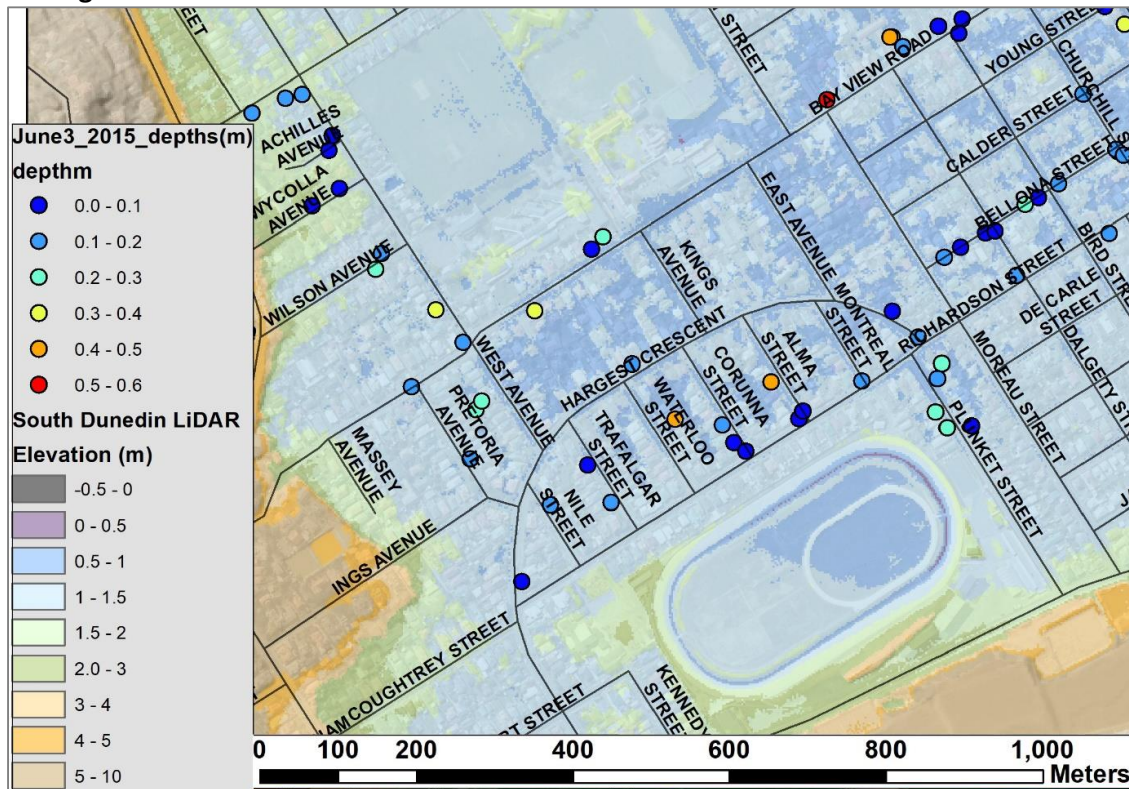 STREET
STREET
BAY VIEW ROAD
YOUNG STREET
CHURCHILL S
CALDER STREET
BELLONA STREET
ACHILLES
AVENUE
WYCOLLA
AVENUE
WILSON AVENUE
KINGS
AVENUE
EAST AVENUE
MONTREAL
STREET
RICHARDSON STREET
BIRD STREE
DE CARLE
STREET
DALGETY ST
MOREAU STREET
PLUNKET STREET
HARGEST CRESCENT
WEST AVENUE
PRETORIA
AVENUE
MASSEY
AVENUE
ALMA
STREET
CORUNNA
STREET
WATERLOO
STREET
TRAFALGAR
STREET
NILE
STREET
INGS AVENUE
AMCOUGHTREY STREET
RT STREET
KENNEDY
STREET
June3_2015_depths(m)
depthm
0.0 - 0.1
0.1 - 0.2
0.2 - 0.3
0.3 - 0.4
0.4 - 0.5
0.5 - 0.6
South Dunedin LiDAR
Elevation (m)
-0.5 - 0
0 - 0.5
0.5 - 1
1 - 1.5
1.5 - 2
2.0 - 3
3 - 4
4 - 5
5 - 10
0 100 200 400 600 800 1,000
Meters